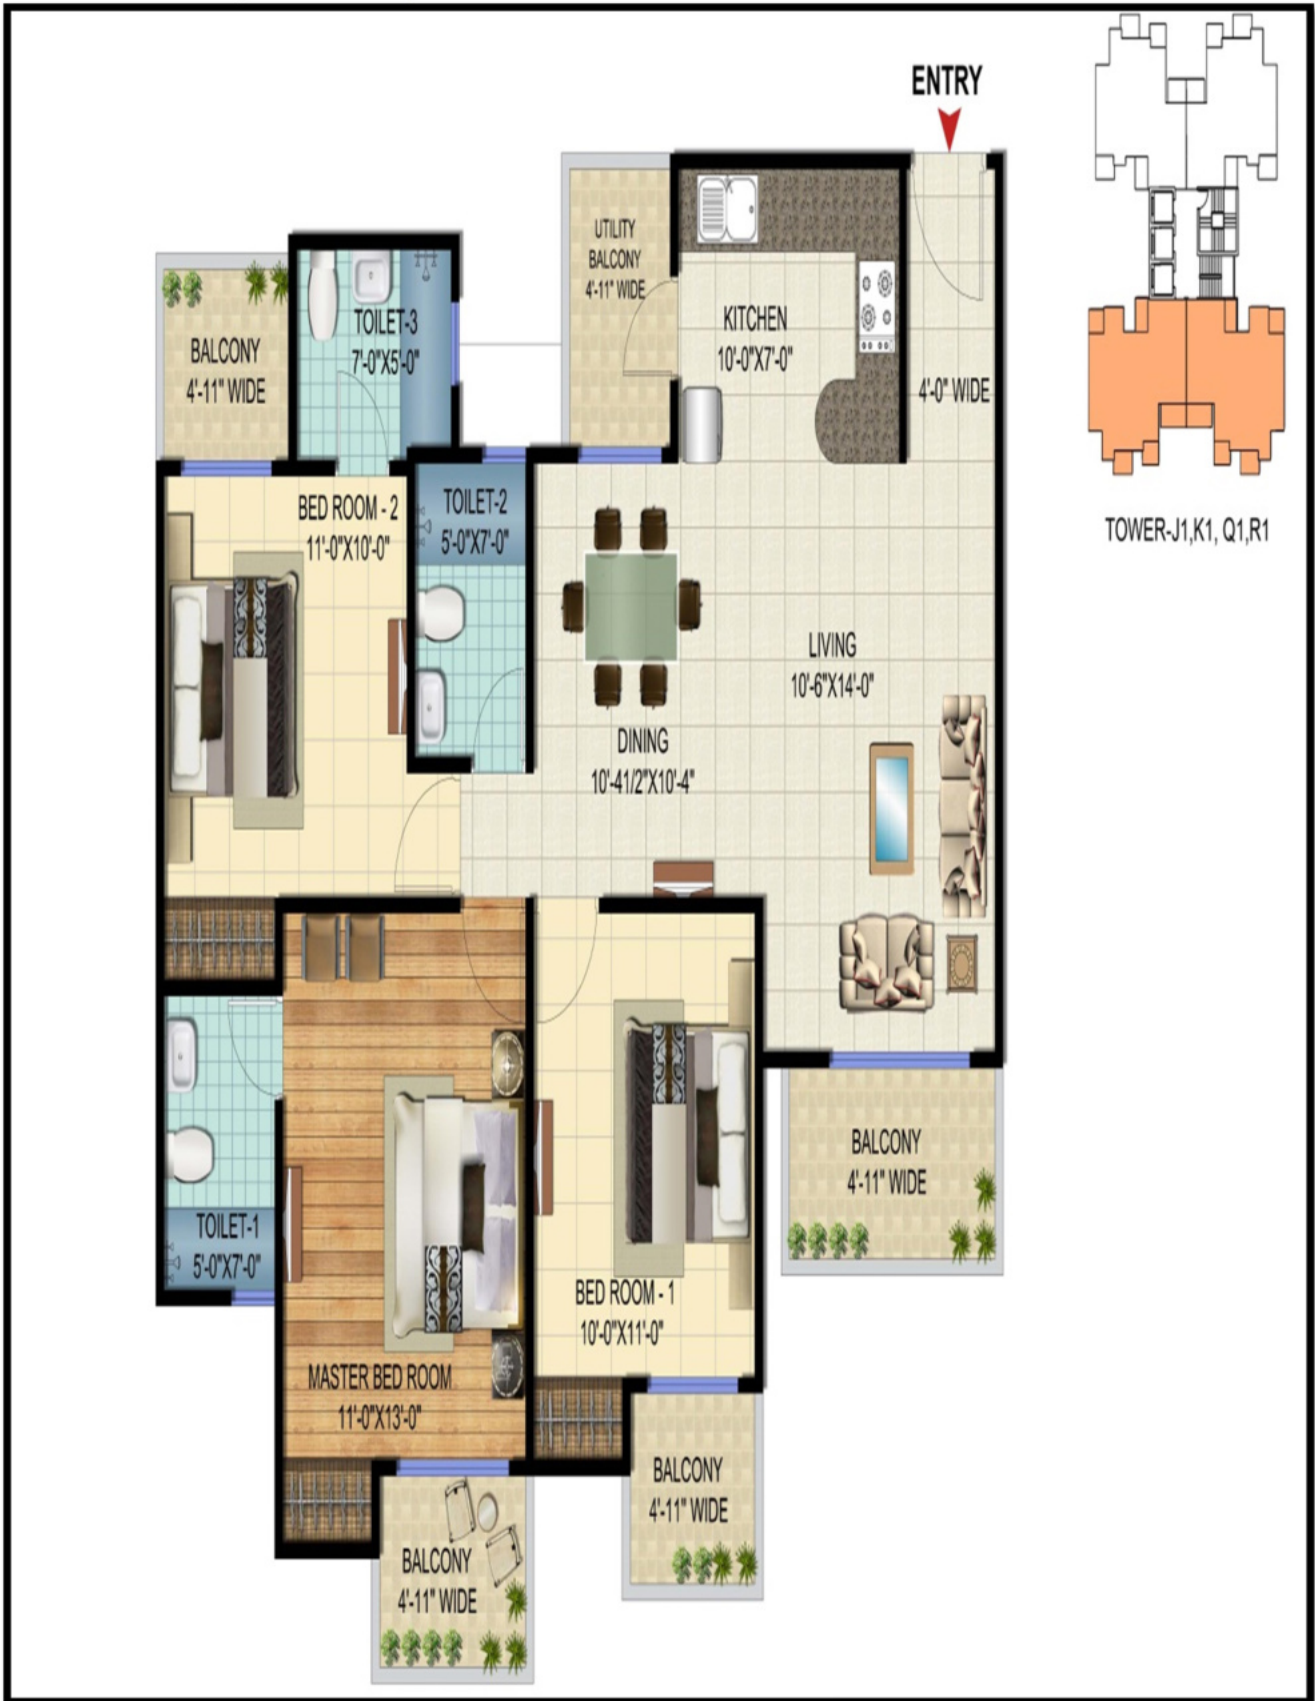 ENTRY
UTILITY
BALCONY
4'-11" WIDE
KITCHEN
10'-0"X7'-0"
4'-0" WIDE
TOILET-3
7'-0"X5'-0"
BALCONY
4'-11" WIDE
TOWER-J1,K1, Q1,R1
BED ROOM - 2
11'-0"X10'-0"
TOILET-2
5'-0"X7'-0"
LIVING
10'-6"X14'-0"
DINING
10'-41/2"X10'-4"
BALCONY
4'-11" WIDE
TOILET-1
5'-0"X7'-0"
BED ROOM - 1
10'-0"X11'-0"
MASTER BED ROOM
11'-0"X13'-0"
BALCONY
4'-11" WIDE
BALCONY
4'-11" WIDE